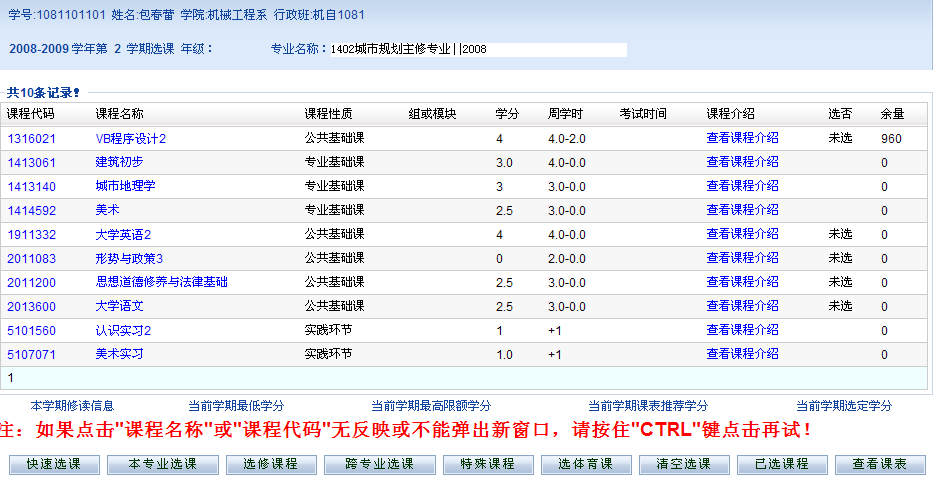 学号:1081101101 姓名:包春蕾 学院:机械工程系 行政班:机自1081
2008-2009 学年第 2 学期选课 年级： 专业名称：1402城市规划主修专业||2008
共10条记录！
课程代码 课程名称 课程性质 组或模块 学分 周学时 考试时间 课程介绍 选否 余量
1316021 VB程序设计2 公共基础课 4 4.0-2.0 查看课程介绍 未选 960
1413061 建筑初步 专业基础课 3.0 4.0-0.0 查看课程介绍 0
1413140 城市地理学 专业基础课 3 3.0-0.0 查看课程介绍 0
1414592 美术 专业基础课 2.5 3.0-0.0 查看课程介绍 0
1911332 大学英语2 公共基础课 4 4.0-0.0 查看课程介绍 未选 0
2011083 形势与政策3 公共基础课 0 2.0-0.0 查看课程介绍 未选 0
2011200 思想道德修养与法律基础 公共基础课 2.5 3.0-0.0 查看课程介绍 未选 0
2013600 大学语文 公共基础课 2.5 3.0-0.0 查看课程介绍 未选 0
5101560 认识实习2 实践环节 1 +1 查看课程介绍 0
5107071 美术实习 实践环节 1.0 +1 查看课程介绍 0
1
本学期修读信息 当前学期最低学分 当前学期最高限额学分 当前学期课表推荐学分 当前学期选定学分
注：如果点击"课程名称"或"课程代码"无反映或不能弹出新窗口，请按住"CTRL"键点击再试！
快速选课 本专业选课 选修课程 跨专业选课 特殊课程 选体育课 清空选课 已选课程 查看课表